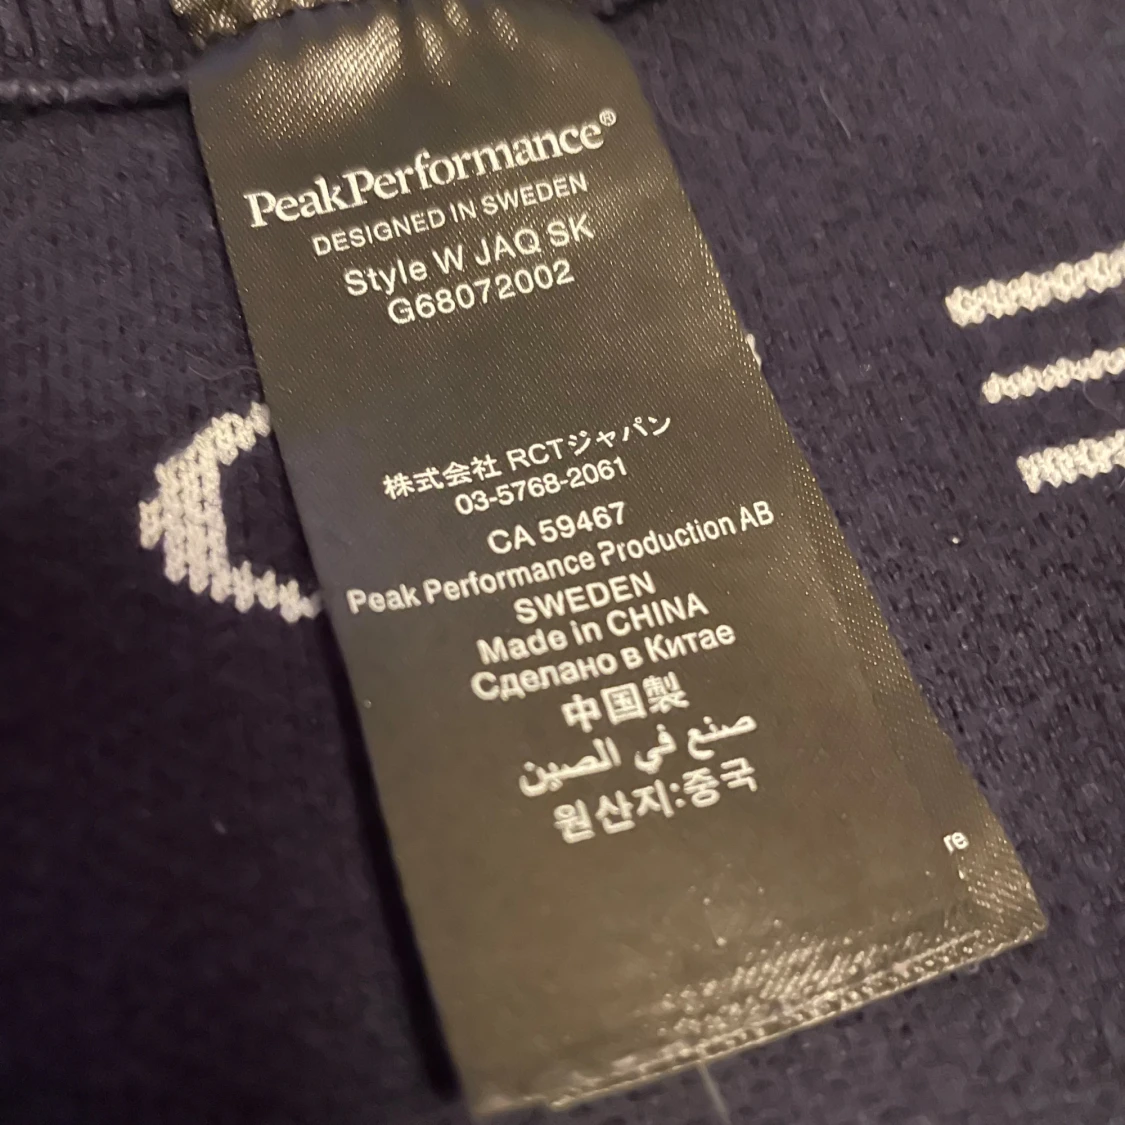 PeakPerformance®
DESIGNED IN SWEDEN
Style W JAQ SK
G68072002
株式会社 RCTジャパン
03-5768-2061
CA 59467
Peak Performance Production AB
SWEDEN
Made in CHINA
Сделано в Китае
中国製
صنع في الصين
원산지:중국
re